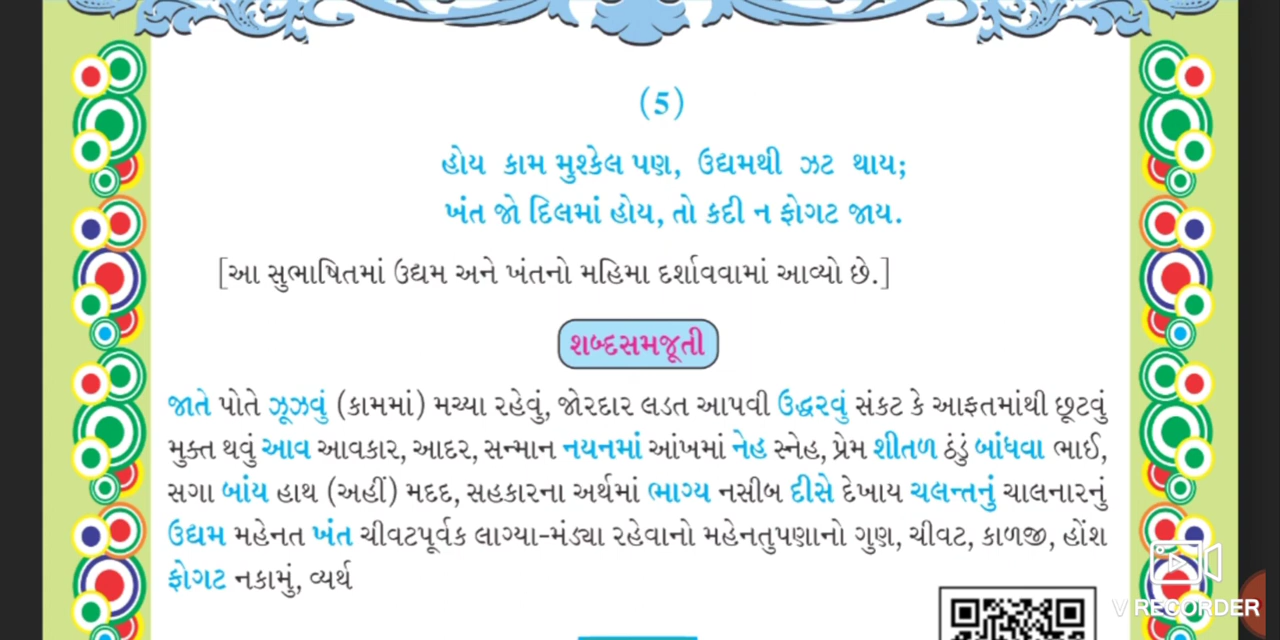 (5)
હોય કામ મુશ્કેલ પણ, ઉદ્યમથી ઝટ થાય;
ખંત જો દિલમાં હોય, તો કદી ન ફોગટ જાય.
[આ સુભાષિતમાં ઉદ્યમ અને ખંતનો મહિમા દર્શાવવામાં આવ્યો છે.]
શબ્દસમજૂતી
જાતે પોતે ઝૂઝવું (કામમાં) મચ્યા રહેવું, જોરદાર લડત આપવી ઉદ્ધરવું સંકટ કે આફતમાંથી છૂટવું
મુક્ત થવું આવ આવકાર, આદર, સન્માન નયનમાં આંખમાં નેહ સ્નેહ, પ્રેમ શીતળ ઠંડું બાંધવા ભાઈ,
સગા બાંય હાથ (અહીં) મદદ, સહકારના અર્થમાં ભાગ્ય નસીબ દીસે દેખાય ચલન્તનું ચાલનારનું
ઉદ્યમ મહેનત ખંત ચીવટપૂર્વક લાગ્યા-મંડ્યા રહેવાનો મહેનતુપણાનો ગુણ, ચીવટ, કાળજી, હોંશ
ફોગટ નકામું, વ્યર્થ
V RECORDER